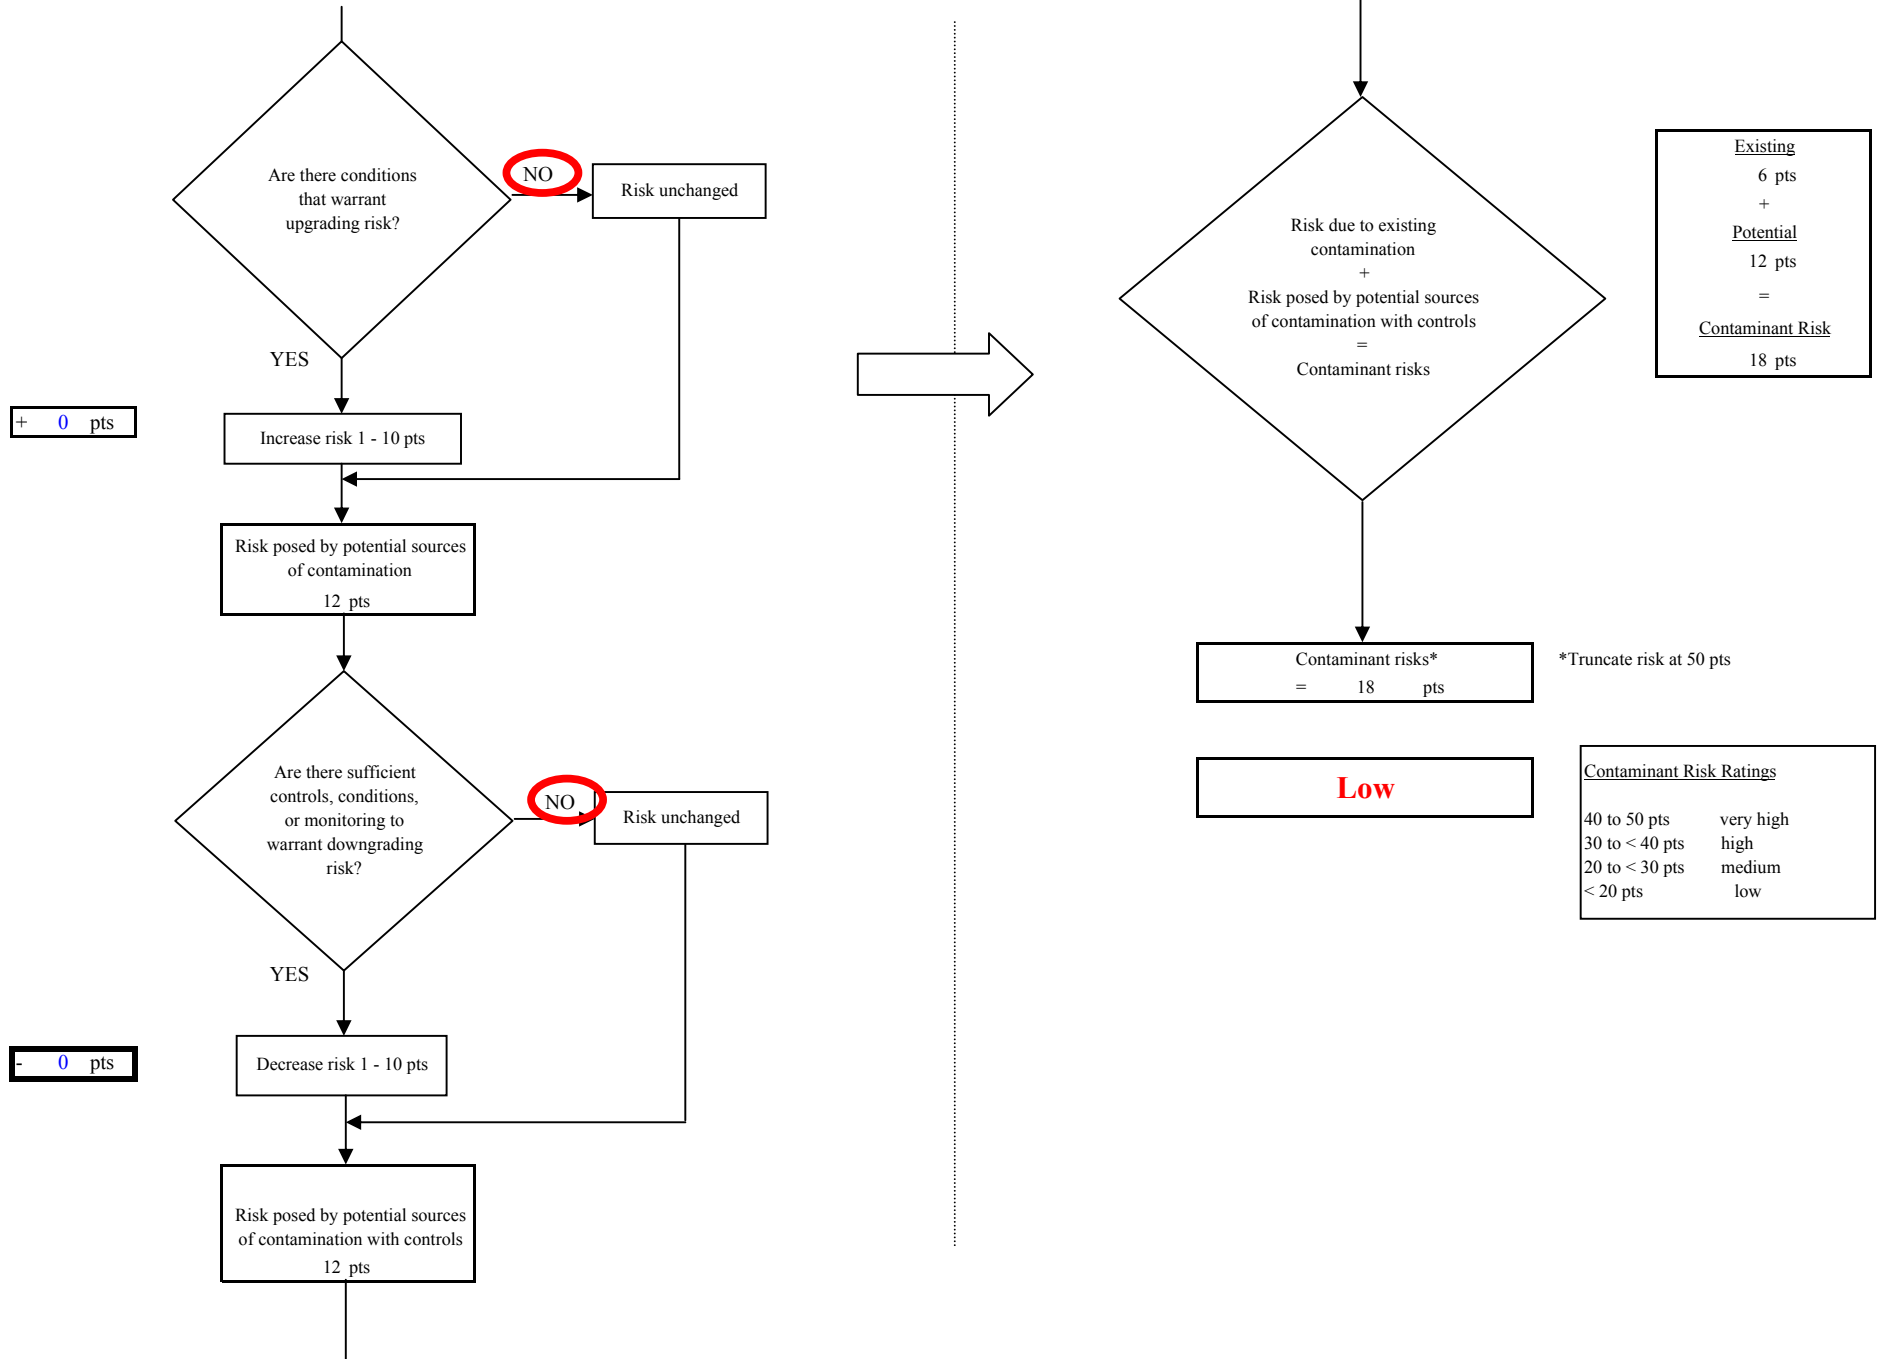 Are there conditions
that warrant
upgrading risk?
NO
Risk unchanged
YES
+ 0 pts
Increase risk 1 - 10 pts
Risk posed by potential sources
of contamination
12 pts
Are there sufficient
controls, conditions,
or monitoring to
warrant downgrading
risk?
NO
Risk unchanged
YES
- 0 pts
Decrease risk 1 - 10 pts
Risk posed by potential sources
of contamination with controls
12 pts
Risk due to existing
contamination
+
Risk posed by potential sources
of contamination with controls
=
Contaminant risks
Existing
6 pts
+
Potential
12 pts
=
Contaminant Risk
18 pts
Contaminant risks*
= 18 pts
*Truncate risk at 50 pts
Low
Contaminant Risk Ratings
40 to 50 pts very high
30 to < 40 pts high
20 to < 30 pts medium
< 20 pts low